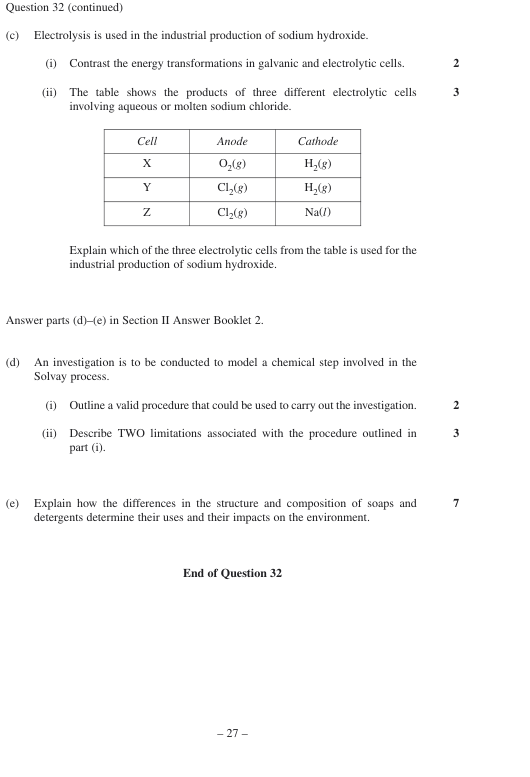 Question 32 (continued)
(c) Electrolysis is used in the industrial production of sodium hydroxide.
(i) Contrast the energy transformations in galvanic and electrolytic cells. 2
(ii) The table shows the products of three different electrolytic cells 3
involving aqueous or molten sodium chloride.
Cell Anode Cathode
X O₂(g) H₂(g)
Y Cl₂(g) H₂(g)
Z Cl₂(g) Na(l)
Explain which of the three electrolytic cells from the table is used for the
industrial production of sodium hydroxide.
Answer parts (d)–(e) in Section II Answer Booklet 2.
(d) An investigation is to be conducted to model a chemical step involved in the
Solvay process.
(i) Outline a valid procedure that could be used to carry out the investigation. 2
(ii) Describe TWO limitations associated with the procedure outlined in 3
part (i).
(e) Explain how the differences in the structure and composition of soaps and 7
detergents determine their uses and their impacts on the environment.
End of Question 32
– 27 –